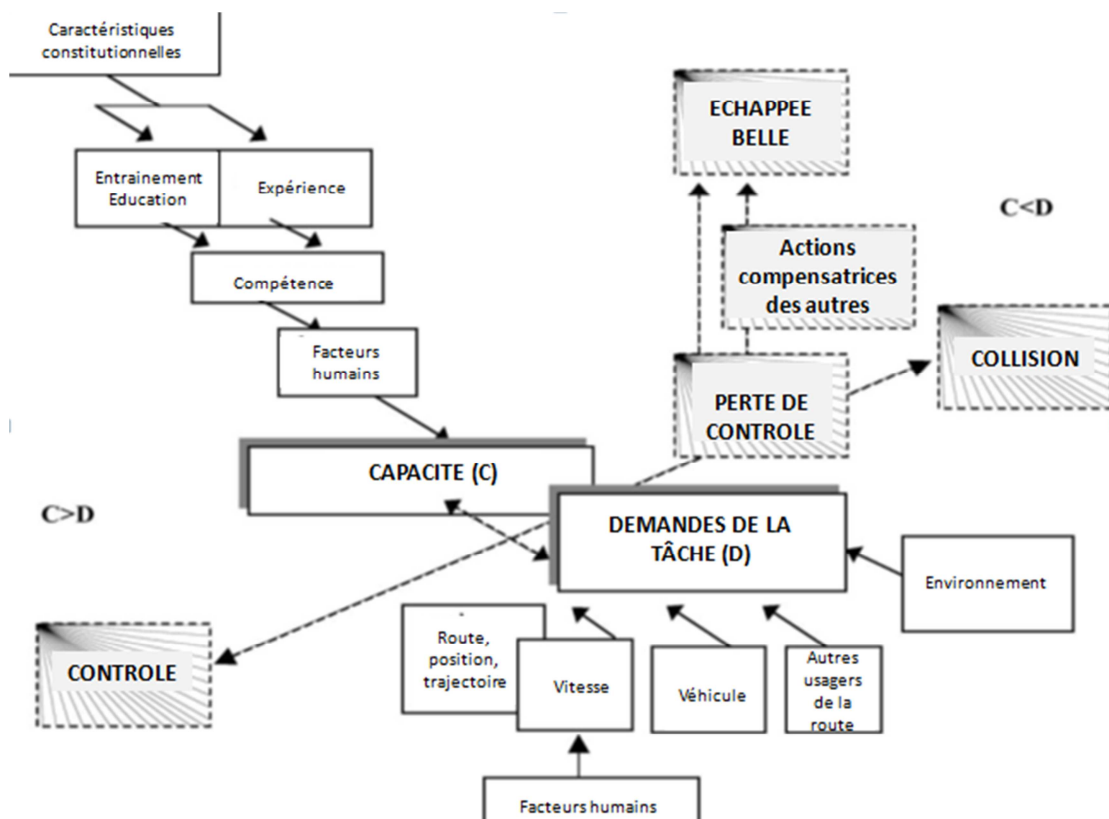 Caractéristiques
constitutionnelles
ECHAPPEE
BELLE
Entrainement
Education
Expérience
C<D
Actions
compensatrices
des autres
Compétence
Facteurs
humains
COLLISION
PERTE DE
CONTROLE
CAPACITE (C)
C>D
DEMANDES DE LA
TÂCHE (D)
Environnement
Route,
position,
trajectoire
Vitesse
Véhicule
Autres
usagers
de la
route
CONTROLE
Facteurs humains